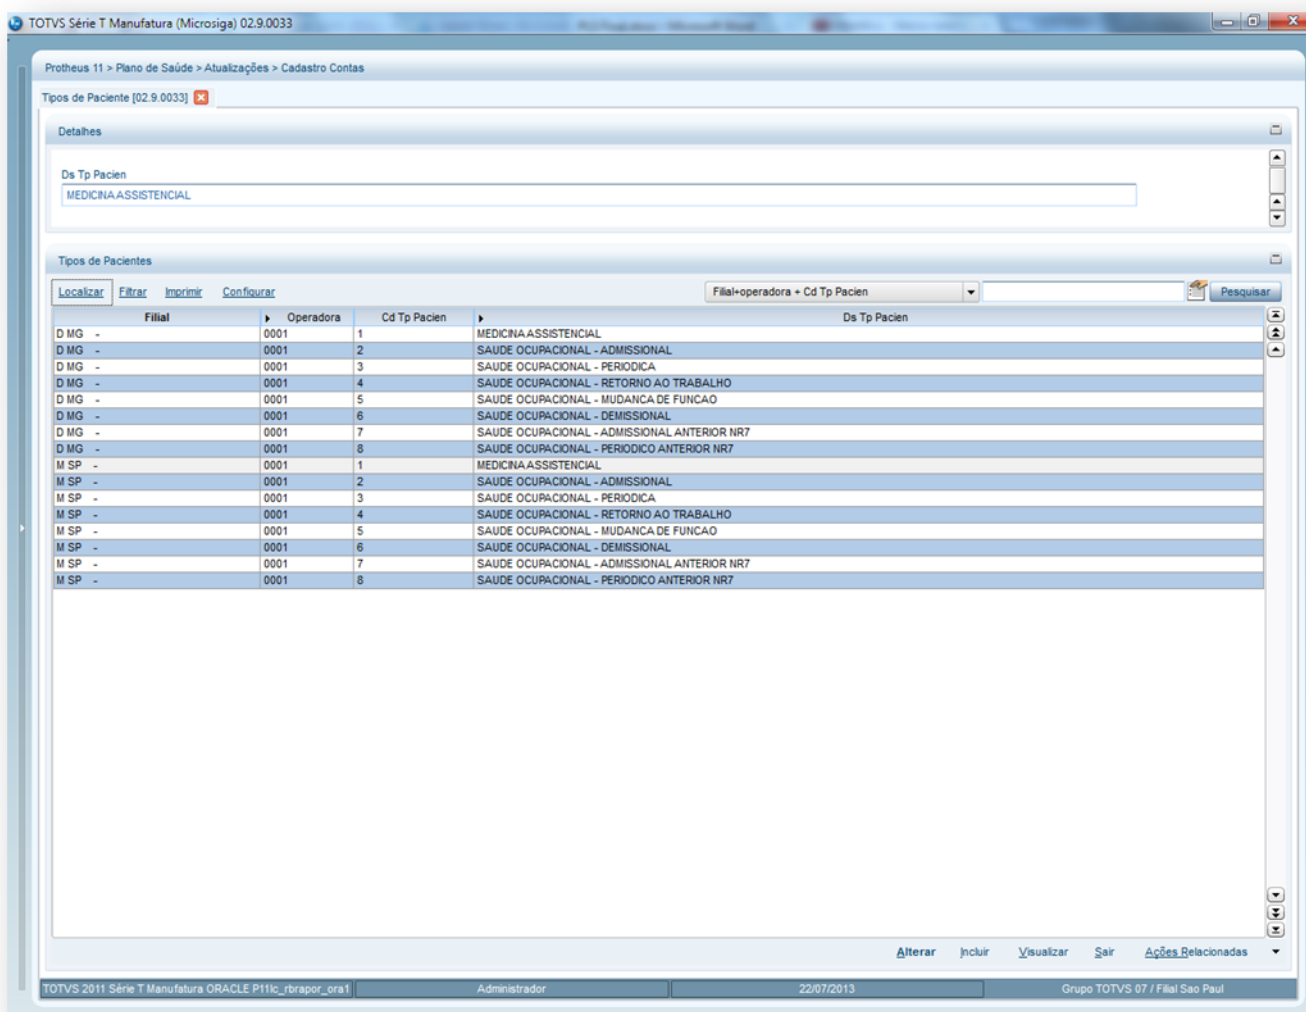 TOTVS Série T Manufatura (Microsiga) 02.9.0033
Protheus 11 > Plano de Saúde > Atualizações > Cadastro Contas
Tipos de Paciente [02.9.0033]
Detalhes
Ds Tp Pacien
MEDICINA ASSISTENCIAL
Tipos de Pacientes
Localizar Filtrar Imprimir Configurar Filial+operadora + Cd Tp Pacien Pesquisar
Filial Operadora Cd Tp Pacien Ds Tp Pacien
D MG - 0001 1 MEDICINA ASSISTENCIAL
D MG - 0001 2 SAUDE OCUPACIONAL - ADMISSIONAL
D MG - 0001 3 SAUDE OCUPACIONAL - PERIODICA
D MG - 0001 4 SAUDE OCUPACIONAL - RETORNO AO TRABALHO
D MG - 0001 5 SAUDE OCUPACIONAL - MUDANCA DE FUNCAO
D MG - 0001 6 SAUDE OCUPACIONAL - DEMISSIONAL
D MG - 0001 7 SAUDE OCUPACIONAL - ADMISSIONAL ANTERIOR NR7
D MG - 0001 8 SAUDE OCUPACIONAL - PERIODICO ANTERIOR NR7
M SP - 0001 1 MEDICINA ASSISTENCIAL
M SP - 0001 2 SAUDE OCUPACIONAL - ADMISSIONAL
M SP - 0001 3 SAUDE OCUPACIONAL - PERIODICA
M SP - 0001 4 SAUDE OCUPACIONAL - RETORNO AO TRABALHO
M SP - 0001 5 SAUDE OCUPACIONAL - MUDANCA DE FUNCAO
M SP - 0001 6 SAUDE OCUPACIONAL - DEMISSIONAL
M SP - 0001 7 SAUDE OCUPACIONAL - ADMISSIONAL ANTERIOR NR7
M SP - 0001 8 SAUDE OCUPACIONAL - PERIODICO ANTERIOR NR7
Alterar Incluir Visualizar Sair Ações Relacionadas
TOTVS 2011 Série T Manufatura ORACLE P11lc_rbrapor_ora1 Administrador 22/07/2013 Grupo TOTVS 07 / Filial Sao Paul